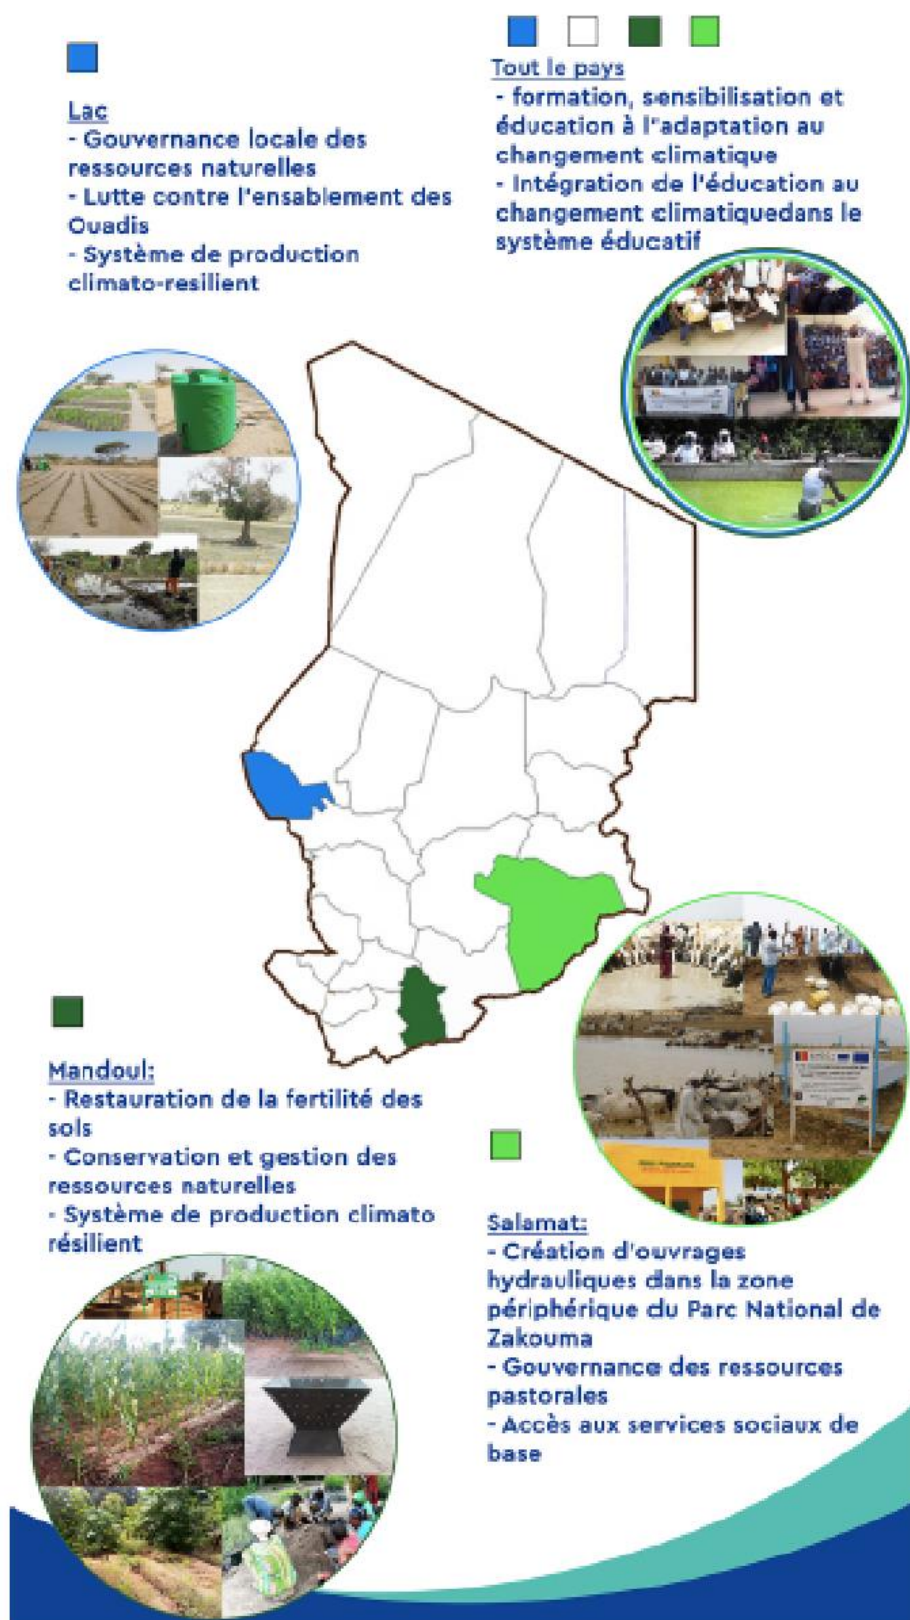 Lac
- Gouvernance locale des
ressources naturelles
- Lutte contre l'ensablement des
Ouadis
- Système de production
climato-resilient
Tout le pays
- formation, sensibilisation et
éducation à l'adaptation au
changement climatique
- Intégration de l'éducation au
changement climatiquedans le
système éducatif
Mandoul:
- Restauration de la fertilité des
sols
- Conservation et gestion des
ressources naturelles
- Système de production climato
résilient
Salamat:
- Création d'ouvrages
hydrauliques dans la zone
périphérique du Parc National de
Zakouma
- Gouvernance des ressources
pastorales
- Accès aux services sociaux de
base